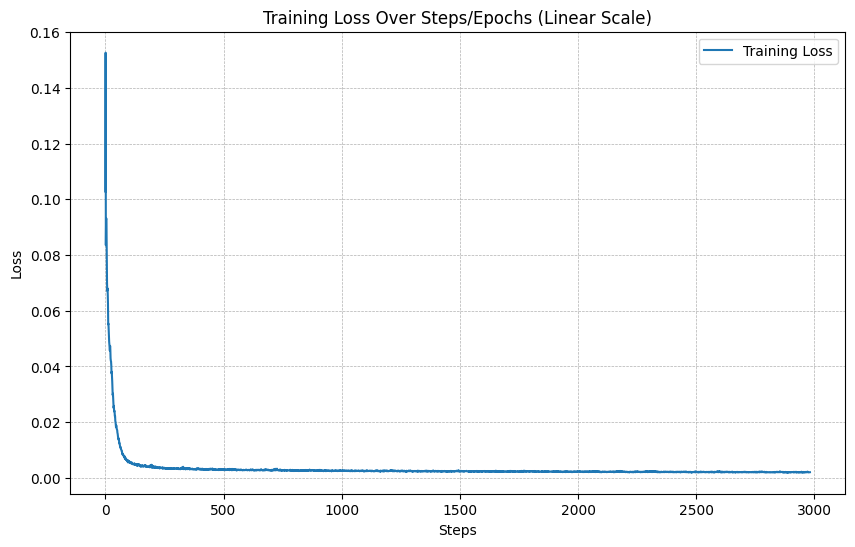 Training Loss Over Steps/Epochs (Linear Scale)
Training Loss
0.16
0.14
0.12
0.10
0.08
0.06
0.04
0.02
0.00
Loss
0 500 1000 1500 2000 2500 3000
Steps